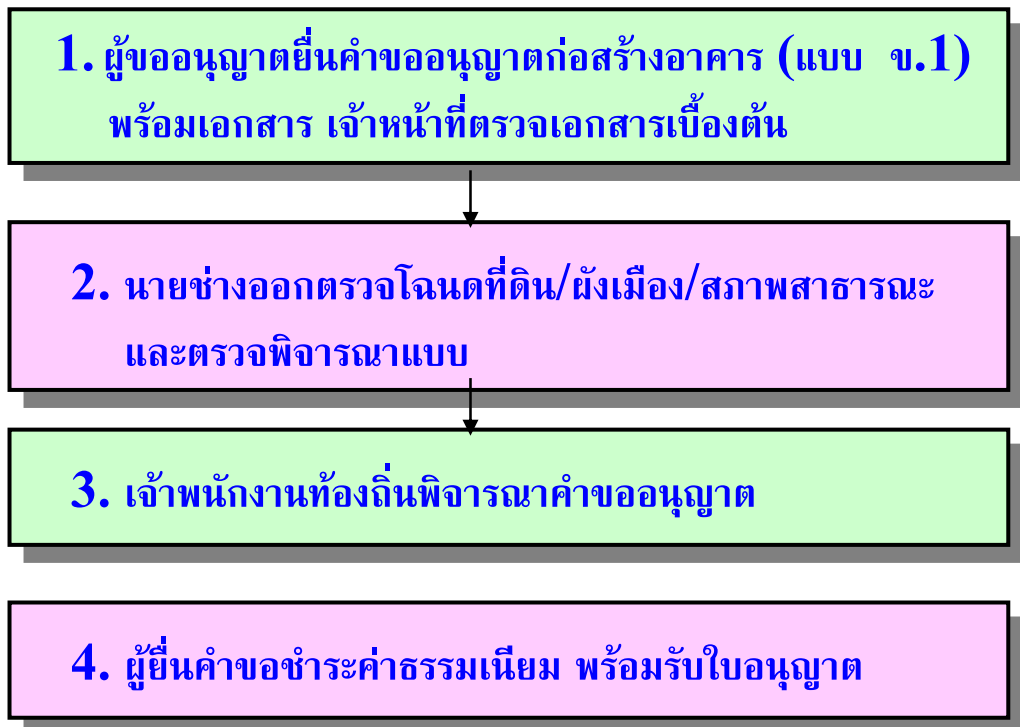 1. ผู้ขออนุญาตยื่นคำขออนุญาตก่อสร้างอาคาร (แบบ ข.1)
พร้อมเอกสาร เจ้าหน้าที่ตรวจเอกสารเบื้องต้น
2. นายช่างออกตรวจโฉนดที่ดิน/ผังเมือง/สภาพสาธารณะ
และตรวจพิจารณาแบบ
3. เจ้าพนักงานท้องถิ่นพิจารณาคำขออนุญาต
4. ผู้ยื่นคำขอชำระค่าธรรมเนียม พร้อมรับใบอนุญาต